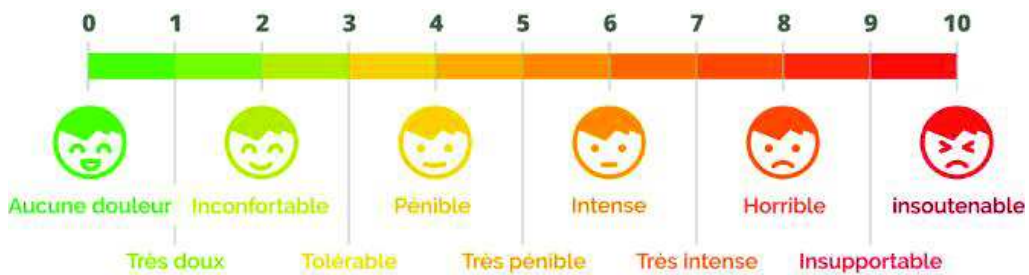 0 1 2 3 4 5 6 7 8 9 10
Aucune douleur Inconfortable Pénible Intense Horrible insoutenable
Très doux Tolérable Très pénible Très intense Insupportable